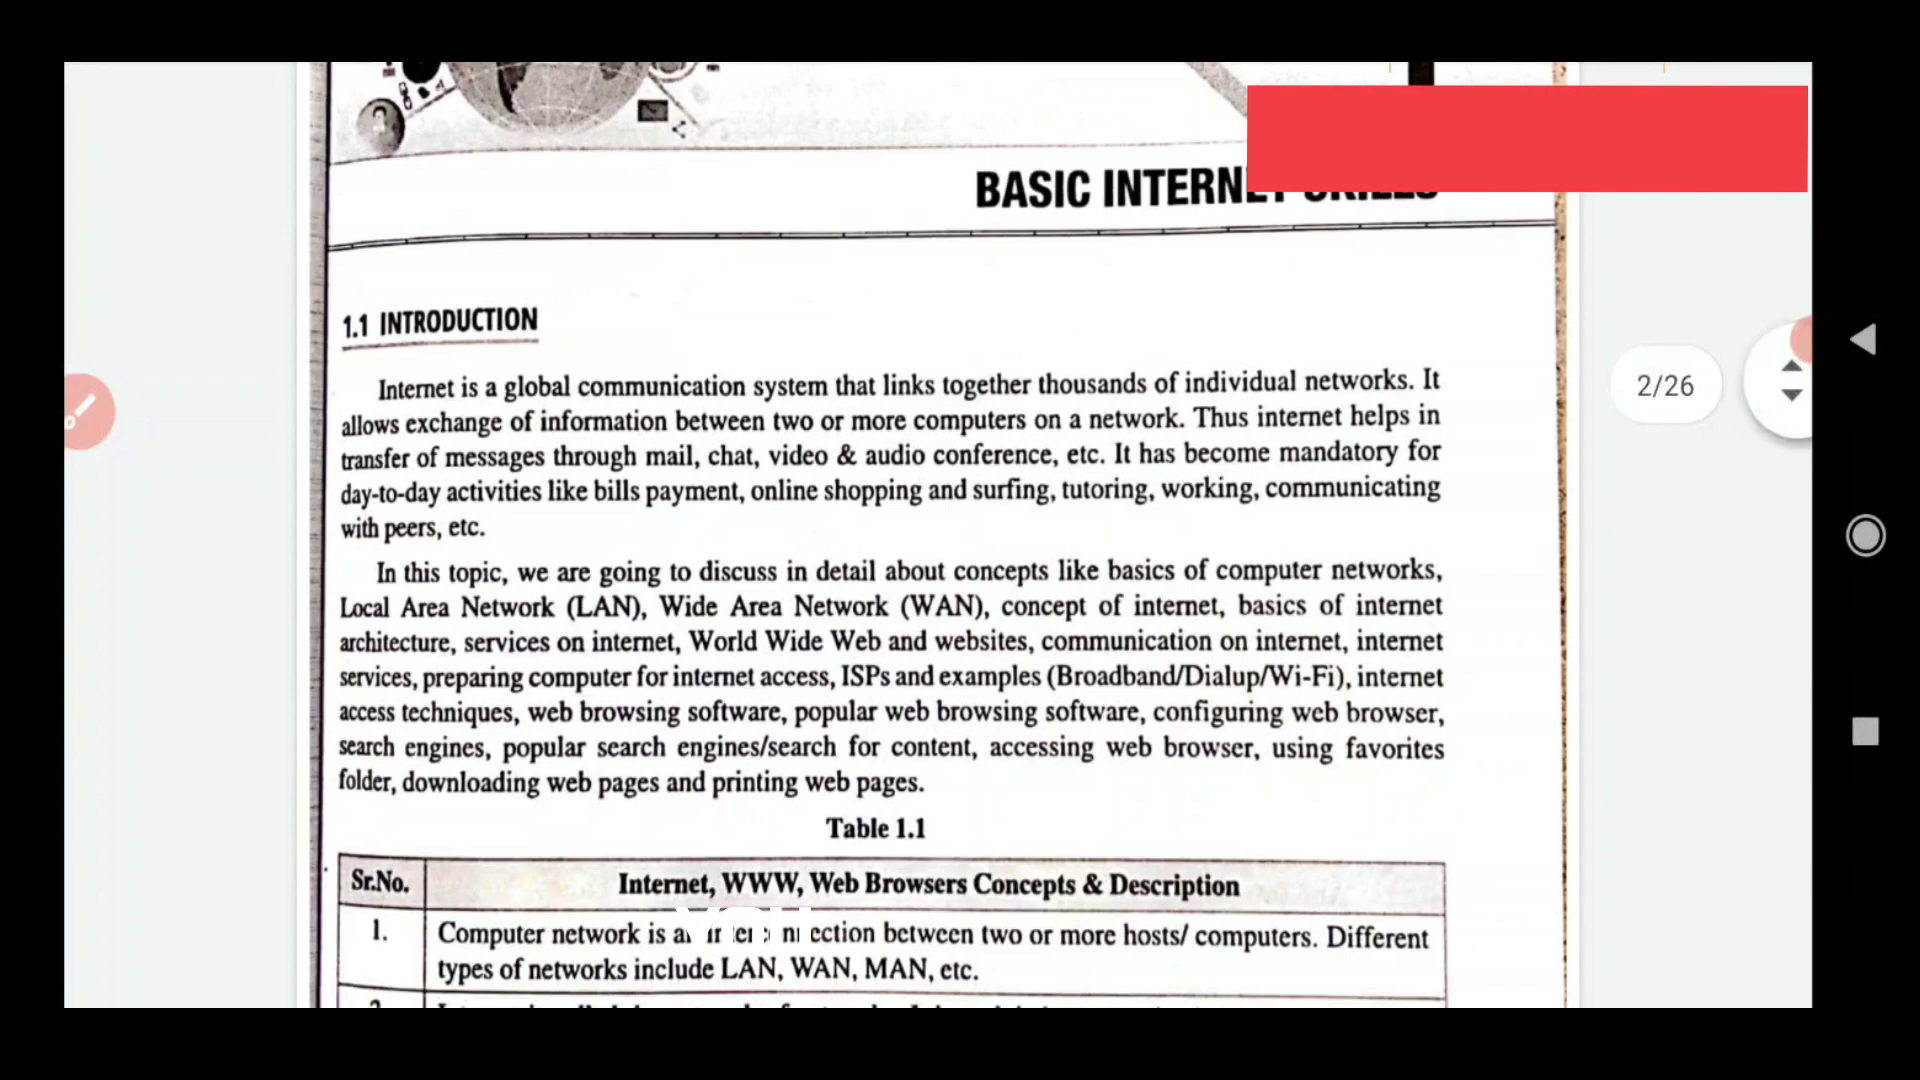 BASIC INTERNET SKILLS
1.1 INTRODUCTION
Internet is a global communication system that links together thousands of individual networks. It
allows exchange of information between two or more computers on a network. Thus internet helps in
transfer of messages through mail, chat, video & audio conference, etc. It has become mandatory for
day-to-day activities like bills payment, online shopping and surfing, tutoring, working, communicating
with peers, etc.
In this topic, we are going to discuss in detail about concepts like basics of computer networks,
Local Area Network (LAN), Wide Area Network (WAN), concept of internet, basics of internet
architecture, services on internet, World Wide Web and websites, communication on internet, internet
services, preparing computer for internet access, ISPs and examples (Broadband/Dialup/Wi-Fi), internet
access techniques, web browsing software, popular web browsing software, configuring web browser,
search engines, popular search engines/search for content, accessing web browser, using favorites
folder, downloading web pages and printing web pages.
Table 1.1
Sr.No. Internet, WWW, Web Browsers Concepts & Description
1. Computer network is an interconnection between two or more hosts/ computers. Different
types of networks include LAN, WAN, MAN, etc.
2/26